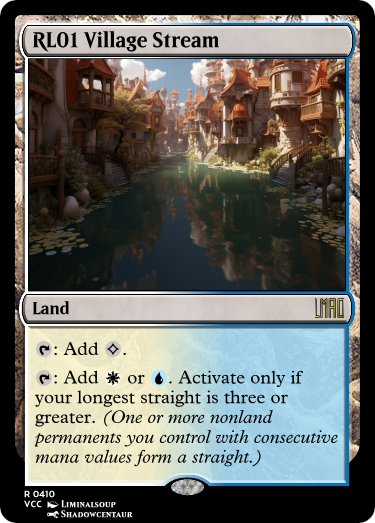 RL01 Village Stream
Land
LMAO
: Add .
: Add or . Activate only if
your longest straight is three or
greater. (One or more nonland
permanents you control with consecutive
mana values form a straight.)
R 0410
VCC Liminalsoup
Shadowcentaur